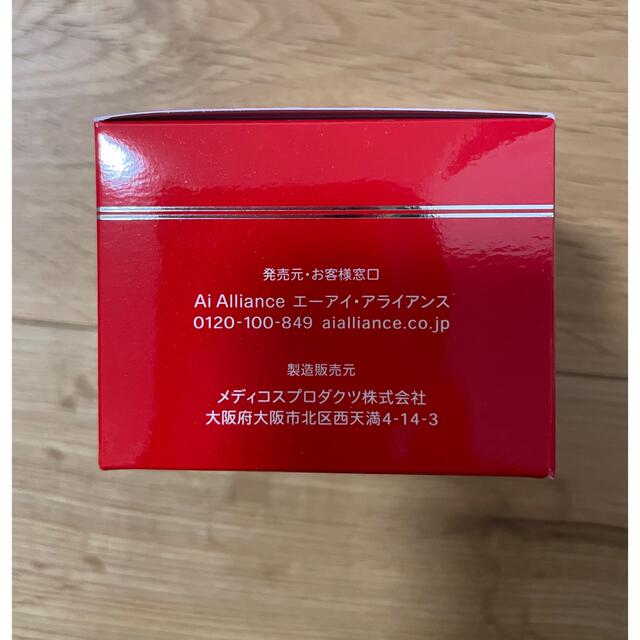 発売元・お客様窓口
Ai Alliance エーアイ・アライアンス
0120-100-849 aialliance.co.jp
製造販売元
メディコスプロダクツ株式会社
大阪府大阪市北区西天満4-14-3